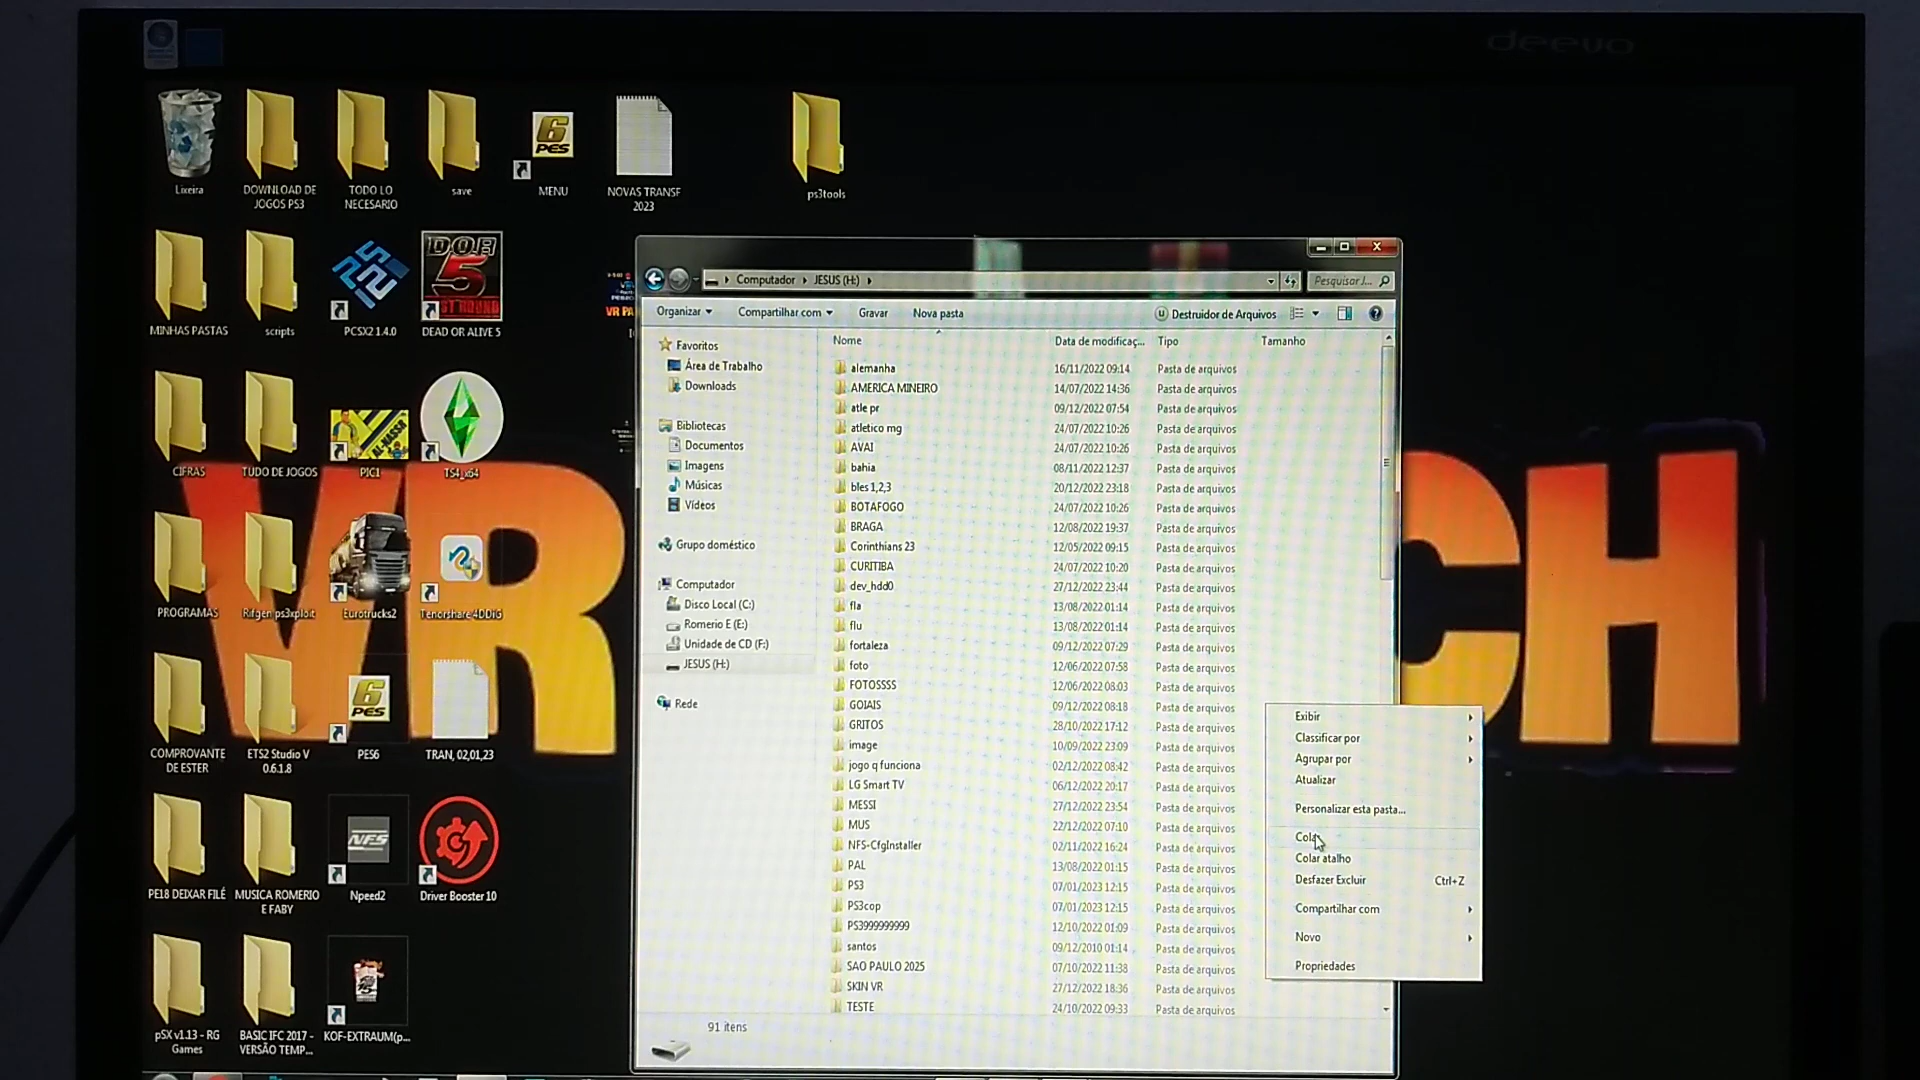 deevo
Lixeira
DOWNLOAD DE
JOGOS PS3
TODO LO
NECESARIO
save
6
PES
MENU
NOVAS TRANSF
2023
ps3tools
MINHAS PASTAS
scripts
PCSX2 1.4.0
DEAD OR ALIVE 5
CIFRAS
TUDO DE JOGOS
AL-NASSR
PIC1
TS4_x64
PROGRAMAS
Rifgen ps3xploit
Eurotrucks2
Tenorshare 4DDiG
COMPROVANTE
DE ESTER
ETS2 Studio V
0.6.1.8
6
PES
PES6
TRAN, 02,01,23
PE18 DEIXAR FILÉ
MUSICA ROMERIO
E FABY
NFS
Npeed2
Driver Booster 10
pSX v1.13 - RG
Games
BASIC IFC 2017 -
VERSÃO TEMP...
KOF-EXTRAUM(p...
VR
CH
Computador
JESUS (H:)
Pesquisar J...
Organizar
Compartilhar com
Gravar
Nova pasta
Destruidor de Arquivos
Favoritos
Área de Trabalho
Downloads
Bibliotecas
Documentos
Imagens
Músicas
Vídeos
Grupo doméstico
Computador
Disco Local (C:)
Romerio E (E:)
Unidade de CD (F:)
JESUS (H:)
Rede
Nome Data de modificaç... Tipo Tamanho
alemanha 16/11/2022 09:14 Pasta de arquivos
AMERICA MINEIRO 14/07/2022 14:36 Pasta de arquivos
atle pr 09/12/2022 07:54 Pasta de arquivos
atletico mg 24/07/2022 10:26 Pasta de arquivos
AVAI 24/07/2022 10:26 Pasta de arquivos
bahia 08/11/2022 12:37 Pasta de arquivos
bles 1,2,3 20/12/2022 23:18 Pasta de arquivos
BOTAFOGO 24/07/2022 10:26 Pasta de arquivos
BRAGA 12/08/2022 19:37 Pasta de arquivos
Corinthians 23 12/05/2022 09:15 Pasta de arquivos
CURITIBA 24/07/2022 10:20 Pasta de arquivos
dev_hdd0 27/12/2022 23:44 Pasta de arquivos
fla 13/08/2022 01:14 Pasta de arquivos
flu 13/08/2022 01:14 Pasta de arquivos
fortaleza 09/12/2022 07:29 Pasta de arquivos
foto 12/06/2022 07:58 Pasta de arquivos
FOTOSSSS 12/06/2022 08:03 Pasta de arquivos
GOIAIS 09/12/2022 08:18 Pasta de arquivos
GRITOS 28/10/2022 17:12 Pasta de arquivos
image 10/09/2022 23:09 Pasta de arquivos
jogo q funciona 02/12/2022 08:42 Pasta de arquivos
LG Smart TV 06/12/2022 20:17 Pasta de arquivos
MESSI 27/12/2022 23:54 Pasta de arquivos
MUS 22/12/2022 07:10 Pasta de arquivos
NFS-CfgInstaller 02/11/2022 16:24 Pasta de arquivos
PAL 13/08/2022 01:15 Pasta de arquivos
PS3 07/01/2023 12:15 Pasta de arquivos
PS3cop 07/01/2023 12:15 Pasta de arquivos
PS3999999999 12/10/2022 01:09 Pasta de arquivos
santos 09/12/2010 01:14 Pasta de arquivos
SAO PAULO 2025 07/10/2022 11:38 Pasta de arquivos
SKIN VR 27/12/2022 18:36 Pasta de arquivos
TESTE 24/10/2022 09:33 Pasta de arquivos
91 itens
Exibir
Classificar por
Agrupar por
Atualizar
Personalizar esta pasta...
Colar
Colar atalho
Desfazer Excluir Ctrl+Z
Compartilhar com
Novo
Propriedades